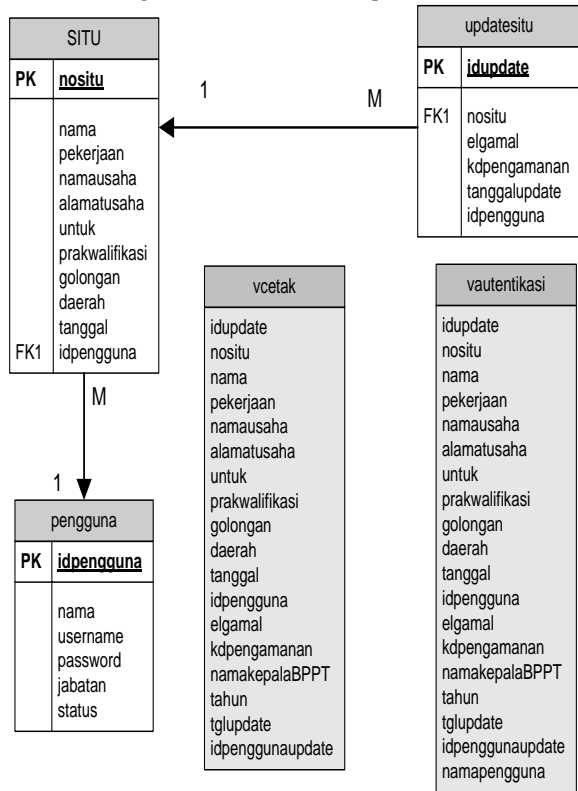 SITU
PK nositu
nama
pekerjaan
namausaha
alamatusaha
untuk
prakwalifikasi
golongan
daerah
tanggal
FK1 idpengguna
1
M
updatesitu
PK idupdate
FK1 nositu
elgamal
kdpengamanan
tanggalupdate
idpengguna
M
1
pengguna
PK idpengguna
nama
username
password
jabatan
status
vcetak
idupdate
nositu
nama
pekerjaan
namausaha
alamatusaha
untuk
prakwalifikasi
golongan
daerah
tanggal
idpengguna
elgamal
kdpengamanan
namakepalaBPPT
tahun
tglupdate
idpenggunaupdate
vautentikasi
idupdate
nositu
nama
pekerjaan
namausaha
alamatusaha
untuk
prakwalifikasi
golongan
daerah
tanggal
idpengguna
elgamal
kdpengamanan
namakepalaBPPT
tahun
tglupdate
idpenggunaupdate
namapengguna